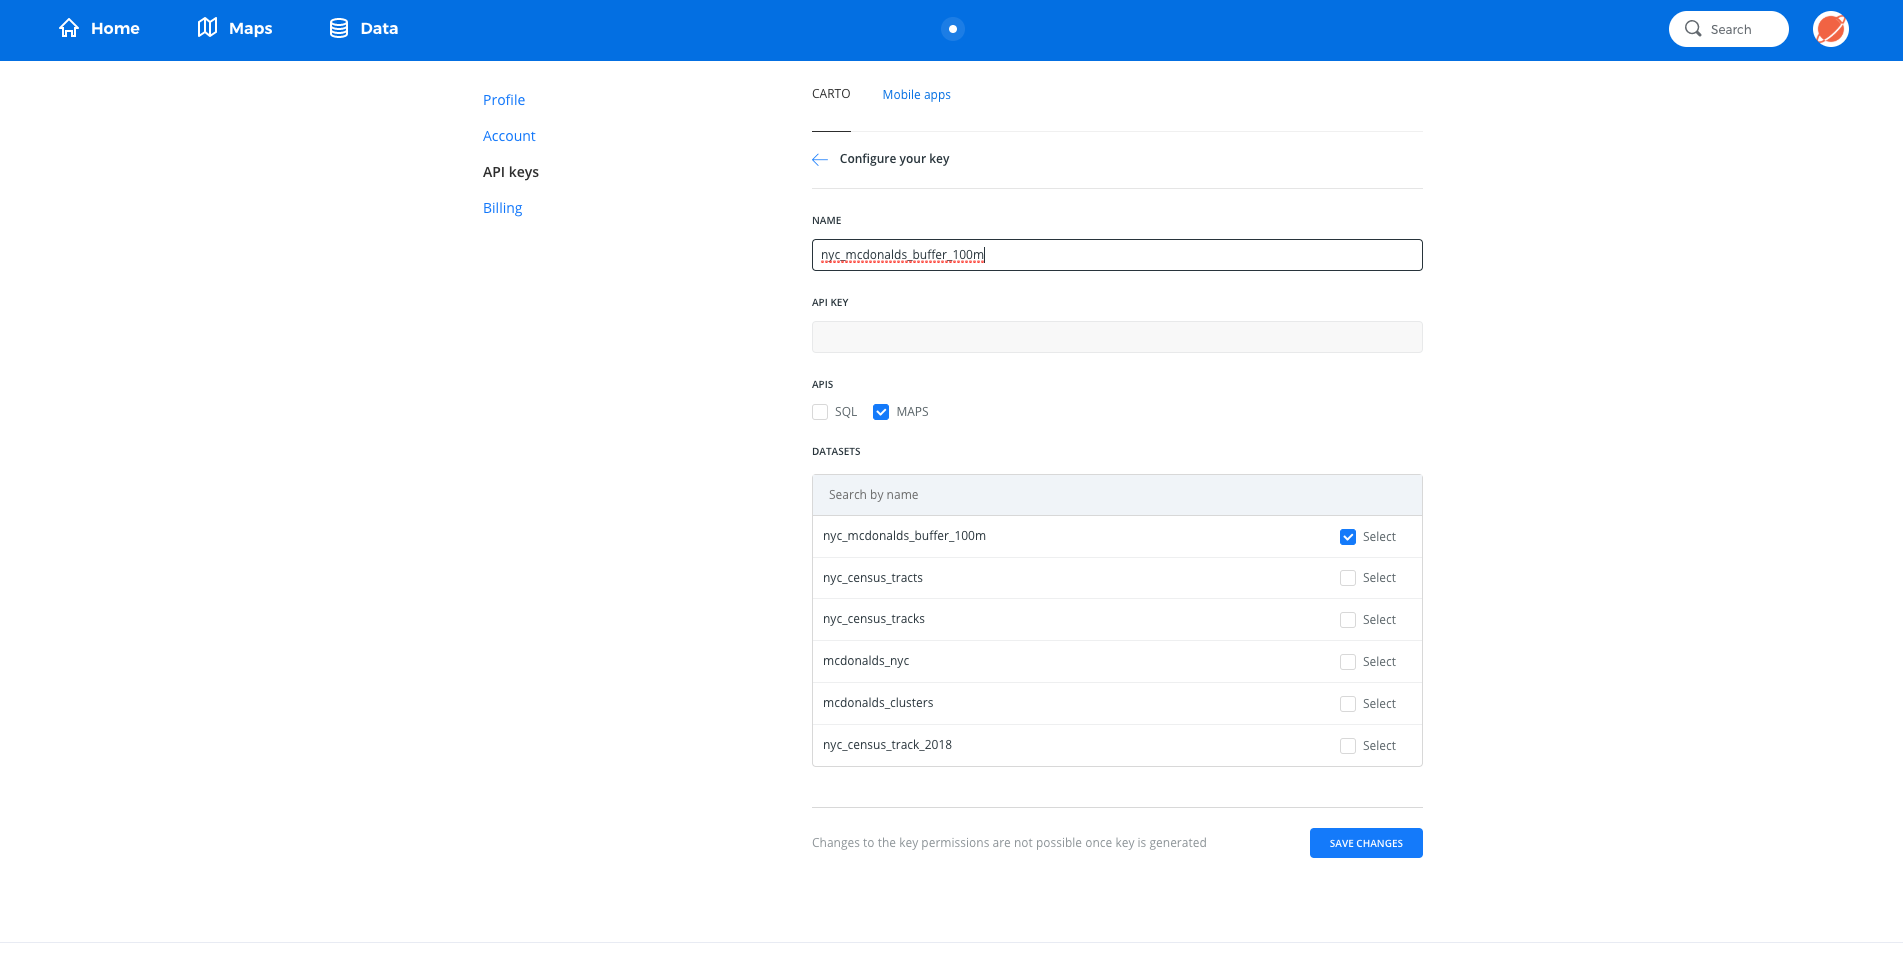 Home Maps Data Search
Profile
Account
API keys
Billing
CARTO Mobile apps
Configure your key
NAME
nyc_mcdonalds_buffer_100m
API KEY
APIS
SQL MAPS
DATASETS
Search by name
nyc_mcdonalds_buffer_100m Select
nyc_census_tracts Select
nyc_census_tracks Select
mcdonalds_nyc Select
mcdonalds_clusters Select
nyc_census_track_2018 Select
Changes to the key permissions are not possible once key is generated SAVE CHANGES